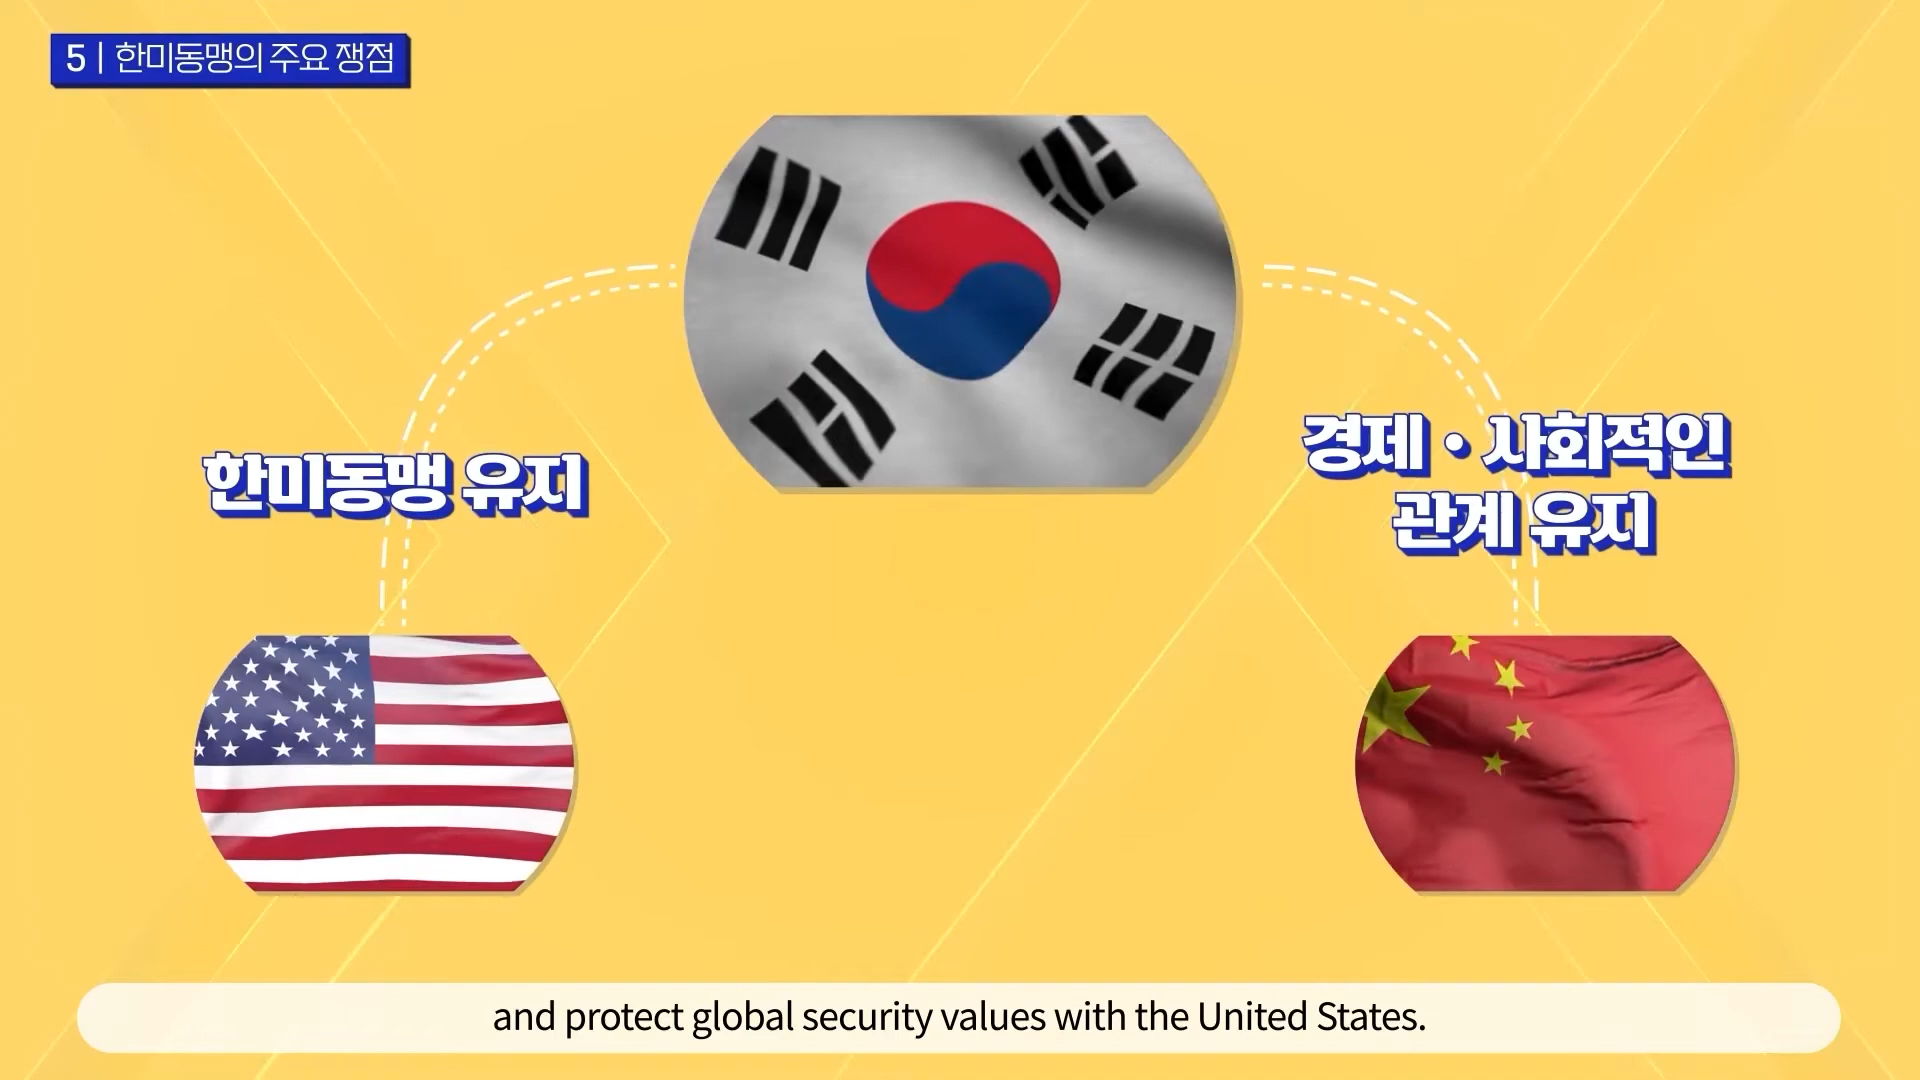 5 | 한미동맹의 주요 쟁점
한미동맹 유지
경제·사회적인
관계 유지
and protect global security values with the United States.